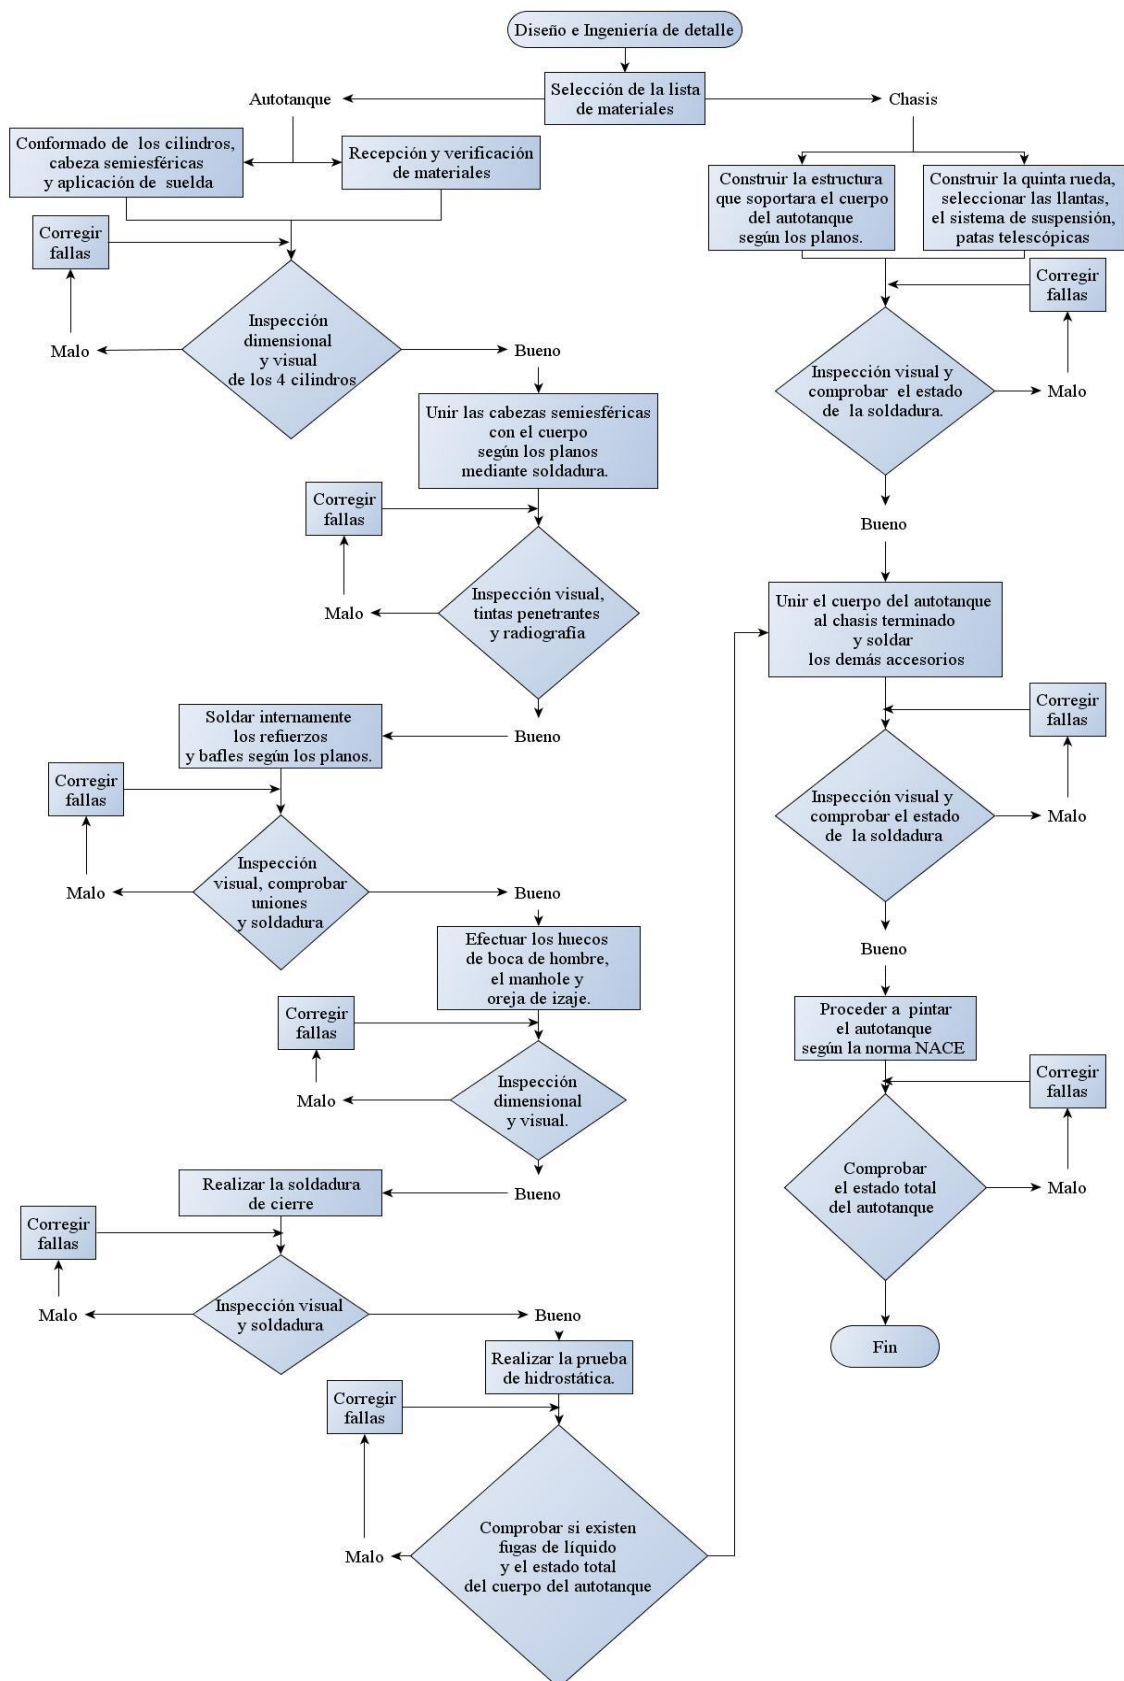 Diseño e Ingeniería de detalle
Selección de la lista
de materiales
Autotanque
Chasis
Conformado de los cilindros,
cabeza semiesféricas
y aplicación de suelda
Recepción y verificación
de materiales
Construir la estructura
que soportara el cuerpo
del autotanque
según los planos.
Construir la quinta rueda,
seleccionar las llantas,
el sistema de suspensión,
patas telescópicas
Corregir
fallas
Inspección
dimensional
y visual
de los 4 cilindros
Malo
Bueno
Corregir
fallas
Inspección visual y
comprobar el estado
de la soldadura.
Malo
Bueno
Unir las cabezas semiesféricas
con el cuerpo
según los planos
mediante soldadura.
Corregir
fallas
Inspección visual,
tintas penetrantes
y radiografía
Malo
Bueno
Unir el cuerpo del autotanque
al chasis terminado
y soldar
los demás accesorios
Corregir
fallas
Inspección visual y
comprobar el estado
de la soldadura
Malo
Bueno
Soldar internamente
los refuerzos
y bafles según los planos.
Corregir
fallas
Inspección
visual, comprobar
uniones
y soldadura
Malo
Bueno
Efectuar los huecos
de boca de hombre,
el manhole y
oreja de izaje.
Corregir
fallas
Inspección
dimensional
y visual.
Malo
Bueno
Proceder a pintar
el autotanque
según la norma NACE
Corregir
fallas
Comprobar
el estado total
del autotanque
Malo
Fin
Realizar la soldadura
de cierre
Corregir
fallas
Inspección visual
y soldadura
Malo
Bueno
Realizar la prueba
de hidrostática.
Corregir
fallas
Comprobar si existen
fugas de líquido
y el estado total
del cuerpo del autotanque
Malo